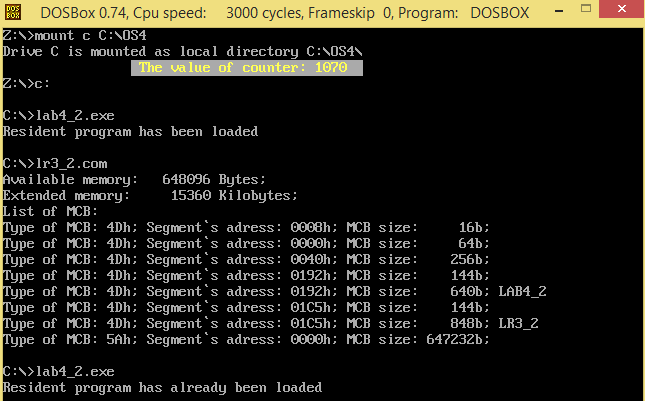 DOSBox 0.74, Cpu speed:    3000 cycles, Frameskip  0, Program:   DOSBOX
Z:\>mount c C:\OS4
Drive C is mounted as local directory C:\OS4\
The value of counter: 1070
Z:\>c:
C:\>lab4_2.exe
Resident program has been loaded
C:\>lr3_2.com
Available memory:   648096 Bytes;
Extended memory:     15360 Kilobytes;
List of MCB:
Type of MCB: 4Dh; Segment`s adress: 0008h; MCB size:     16b;
Type of MCB: 4Dh; Segment`s adress: 0000h; MCB size:     64b;
Type of MCB: 4Dh; Segment`s adress: 0040h; MCB size:    256b;
Type of MCB: 4Dh; Segment`s adress: 0192h; MCB size:    144b;
Type of MCB: 4Dh; Segment`s adress: 0192h; MCB size:    640b; LAB4_2
Type of MCB: 4Dh; Segment`s adress: 01C5h; MCB size:    144b;
Type of MCB: 4Dh; Segment`s adress: 01C5h; MCB size:    848b; LR3_2
Type of MCB: 5Ah; Segment`s adress: 0000h; MCB size: 647232b;
C:\>lab4_2.exe
Resident program has already been loaded